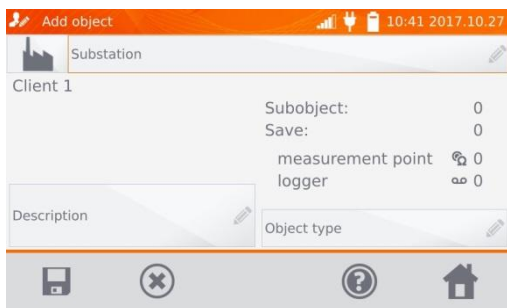 Add object 10:41 2017.10.27
Substation
Client 1
Subobject: 0
Save: 0
measurement point 0
logger 0
Description
Object type